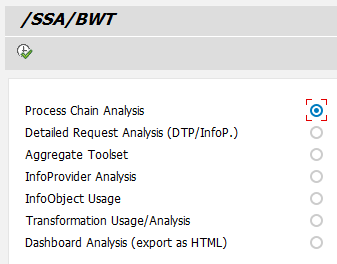 /SSA/BWT
Process Chain Analysis
Detailed Request Analysis (DTP/InfoP.)
Aggregate Toolset
InfoProvider Analysis
InfoObject Usage
Transformation Usage/Analysis
Dashboard Analysis (export as HTML)